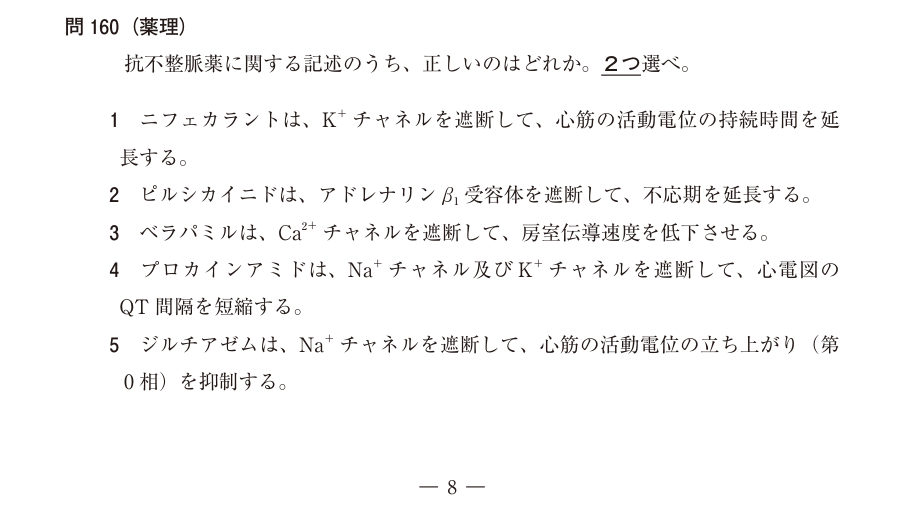 問 160（薬理）
抗不整脈薬に関する記述のうち、正しいのはどれか。２つ選べ。
1　ニフェカラントは、K⁺ チャネルを遮断して、心筋の活動電位の持続時間を延
長する。
2　ピルシカイニドは、アドレナリン β₁ 受容体を遮断して、不応期を延長する。
3　ベラパミルは、Ca²⁺ チャネルを遮断して、房室伝導速度を低下させる。
4　プロカインアミドは、Na⁺ チャネル及び K⁺ チャネルを遮断して、心電図の
QT 間隔を短縮する。
5　ジルチアゼムは、Na⁺ チャネルを遮断して、心筋の活動電位の立ち上がり（第
0 相）を抑制する。
― 8 ―